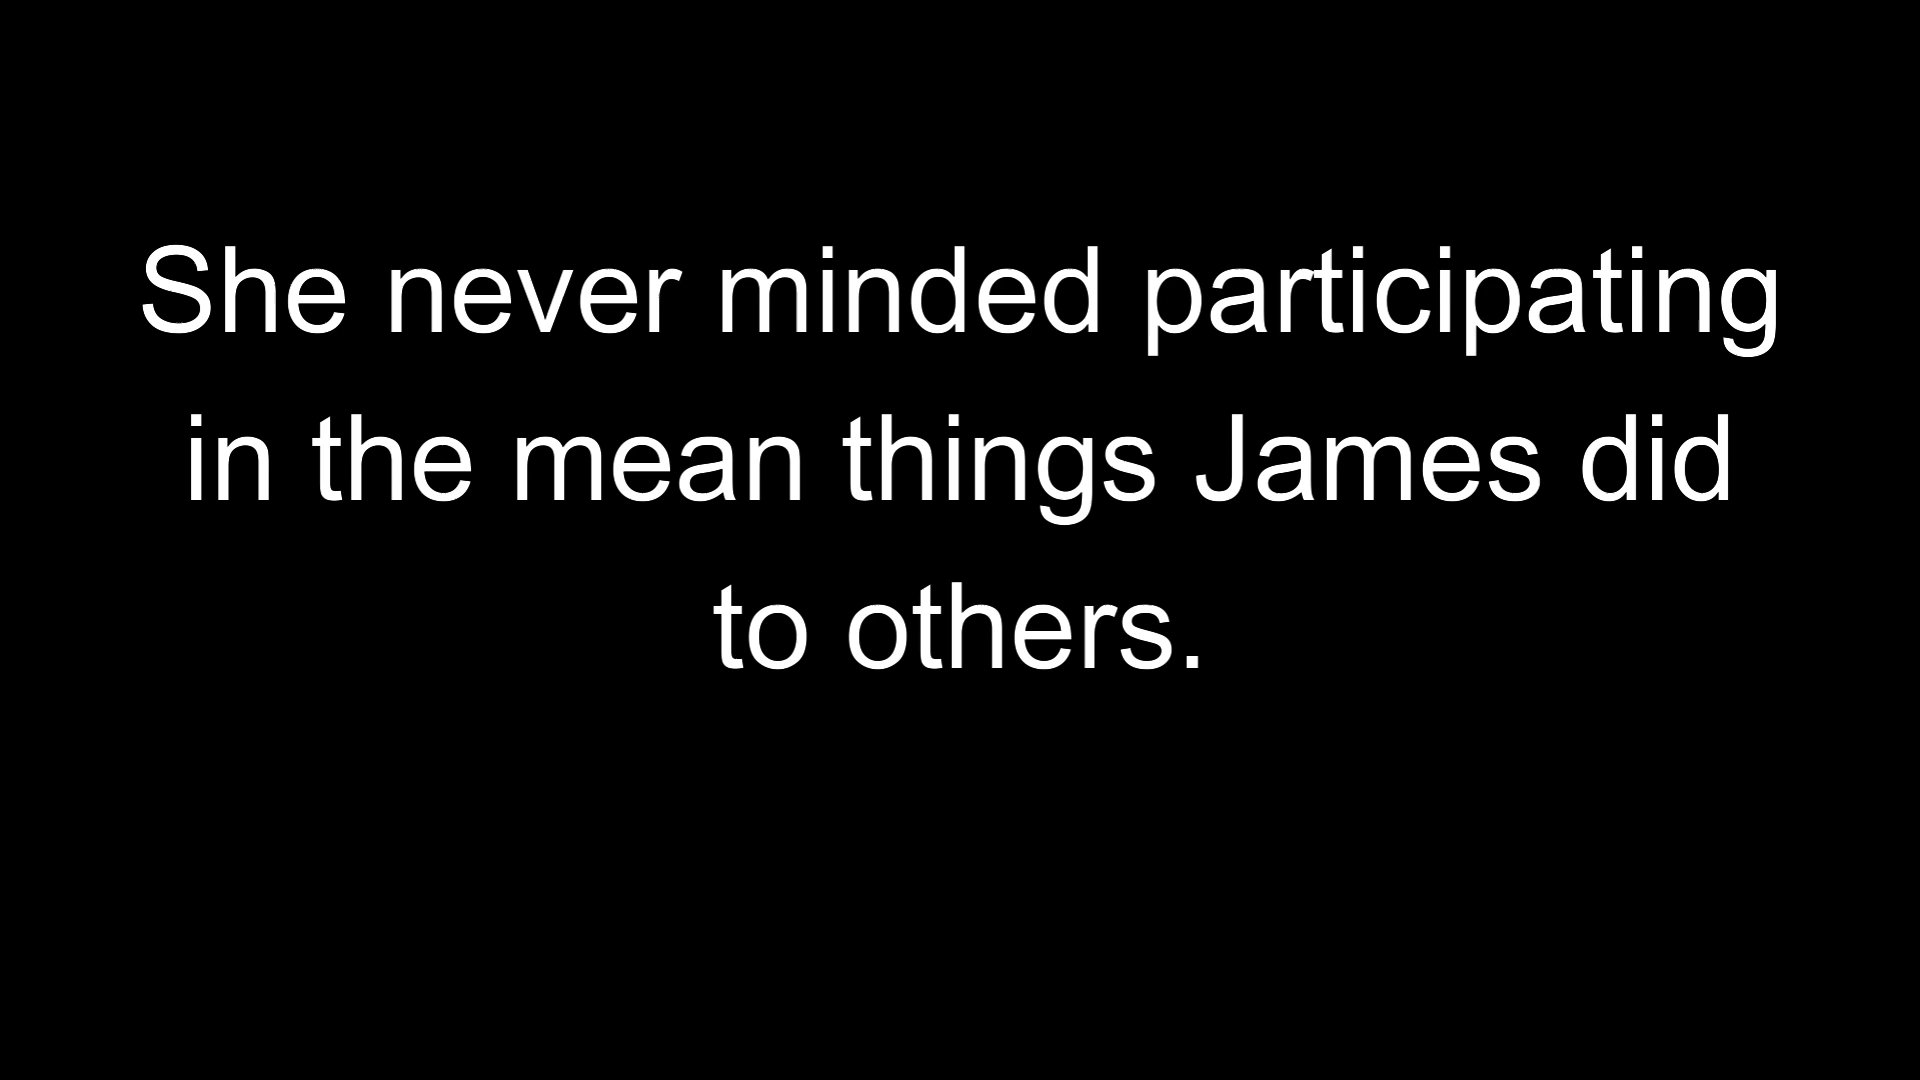 She never minded participating
in the mean things James did
to others.